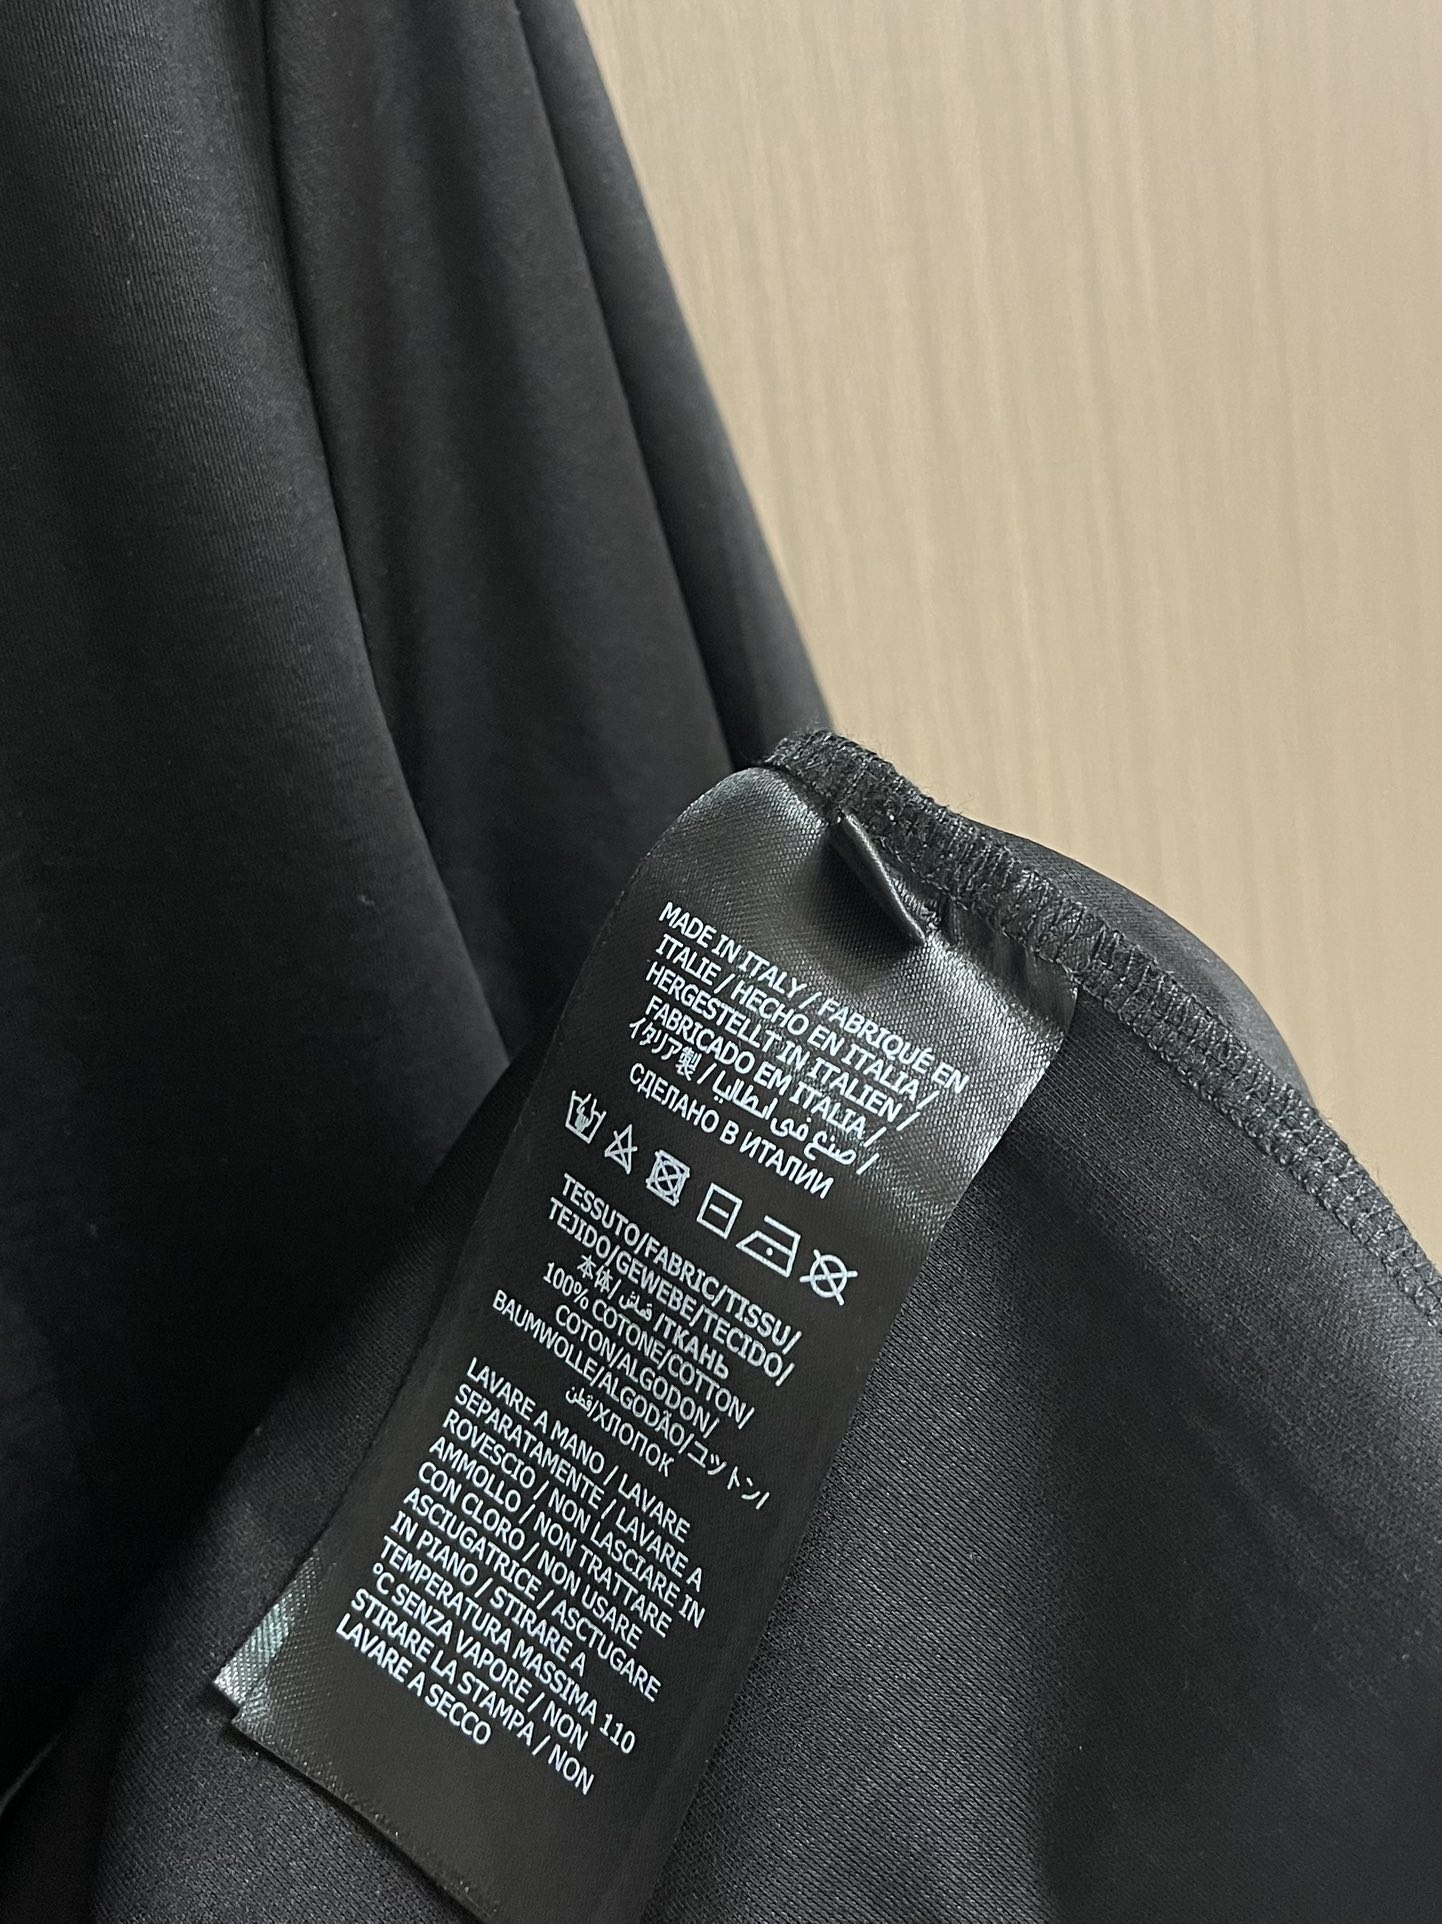 MADE IN ITALY / FABRIQUÉ EN
ITALIE / HECHO EN ITALIA /
HERGESTELLT IN ITALIEN /
FABRICADO EM ITALIA /
イタリア製 / صنع في ايطاليا /
СДЕЛАНО В ИТАЛИИ
TESSUTO/FABRIC/TISSU/
TEJIDO/GEWEBE/TECIDO/
本体/قماش/ТКАНЬ
100% COTONE/COTTON/
COTON/ALGODON/
BAUMWOLLE/ALGODÃO/コットン/
قطن/ХЛОПОК
LAVARE A MANO / LAVARE
SEPARATAMENTE / LAVARE A
ROVESCIO / NON LASCIARE IN
AMMOLLO / NON TRATTARE
CON CLORO / NON USARE
ASCIUGATRICE / ASCTUGARE
IN PIANO / STIRARE A
TEMPERATURA MASSIMA 110
°C SENZA VAPORE / NON
STIRARE LA STAMPA / NON
LAVARE A SECCO